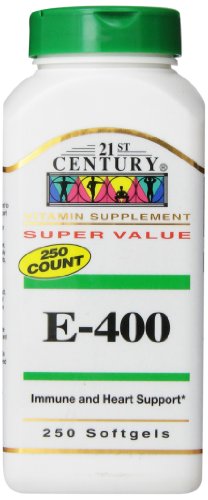 21ST
CENTURY®
VITAMIN SUPPLEMENT
SUPER VALUE
250
COUNT
E-400
Immune and Heart Support*
250 Softgels